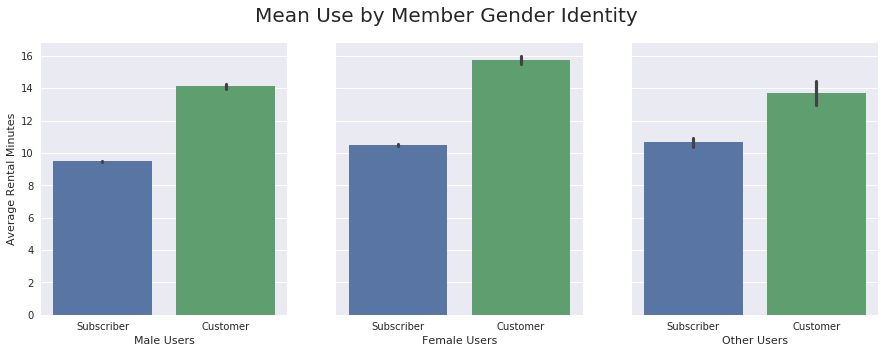 Mean Use by Member Gender Identity
Average Rental Minutes
16
14
12
10
8
6
4
2
0
Subscriber Customer
Male Users
Subscriber Customer
Female Users
Subscriber Customer
Other Users